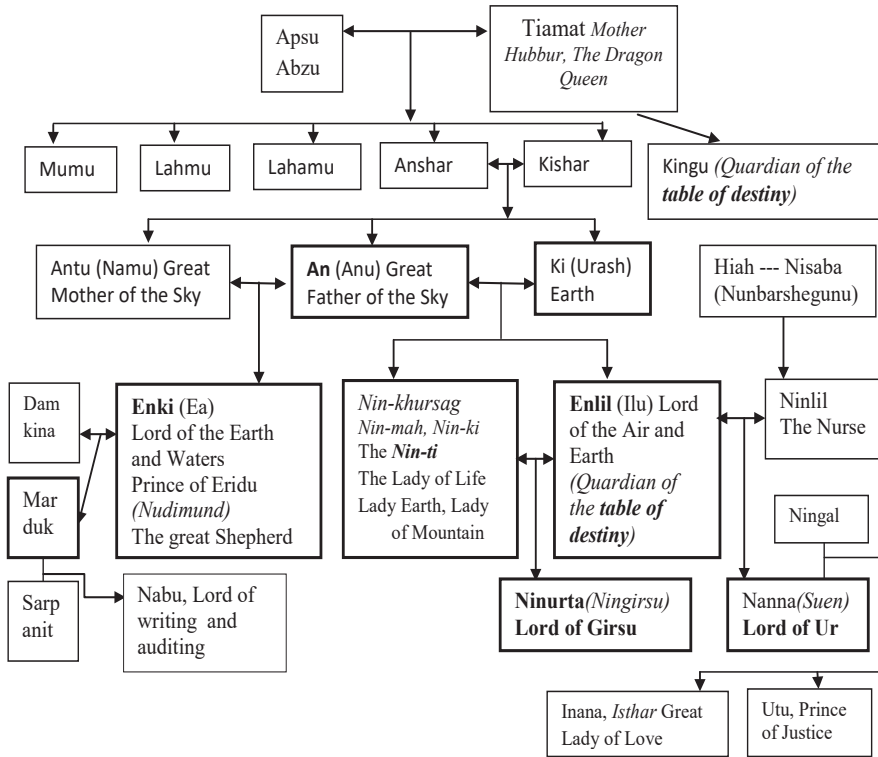 Apsu
Abzu
Tiamat Mother
Hubbur, The Dragon
Queen
Mumu
Lahmu
Lahamu
Anshar
Kishar
Kingu (Quardian of the
table of destiny)
Antu (Namu) Great
Mother of the Sky
An (Anu) Great
Father of the Sky
Ki (Urash)
Earth
Hiah --- Nisaba
(Nunbarshegunu)
Dam
kina
Enki (Ea)
Lord of the Earth
and Waters
Prince of Eridu
(Nudimund)
The great Shepherd
Nin-khursag
Nin-mah, Nin-ki
The Nin-ti
The Lady of Life
Lady Earth, Lady
of Mountain
Enlil (Ilu) Lord
of the Air and
Earth
(Quardian of
the table of
destiny)
Ninlil
The Nurse
Mar
duk
Ningal
Sarp
anit
Nabu, Lord of
writing and
auditing
Ninurta(Ningirsu)
Lord of Girsu
Nanna(Suen)
Lord of Ur
Inana, Isthar Great
Lady of Love
Utu, Prince
of Justice